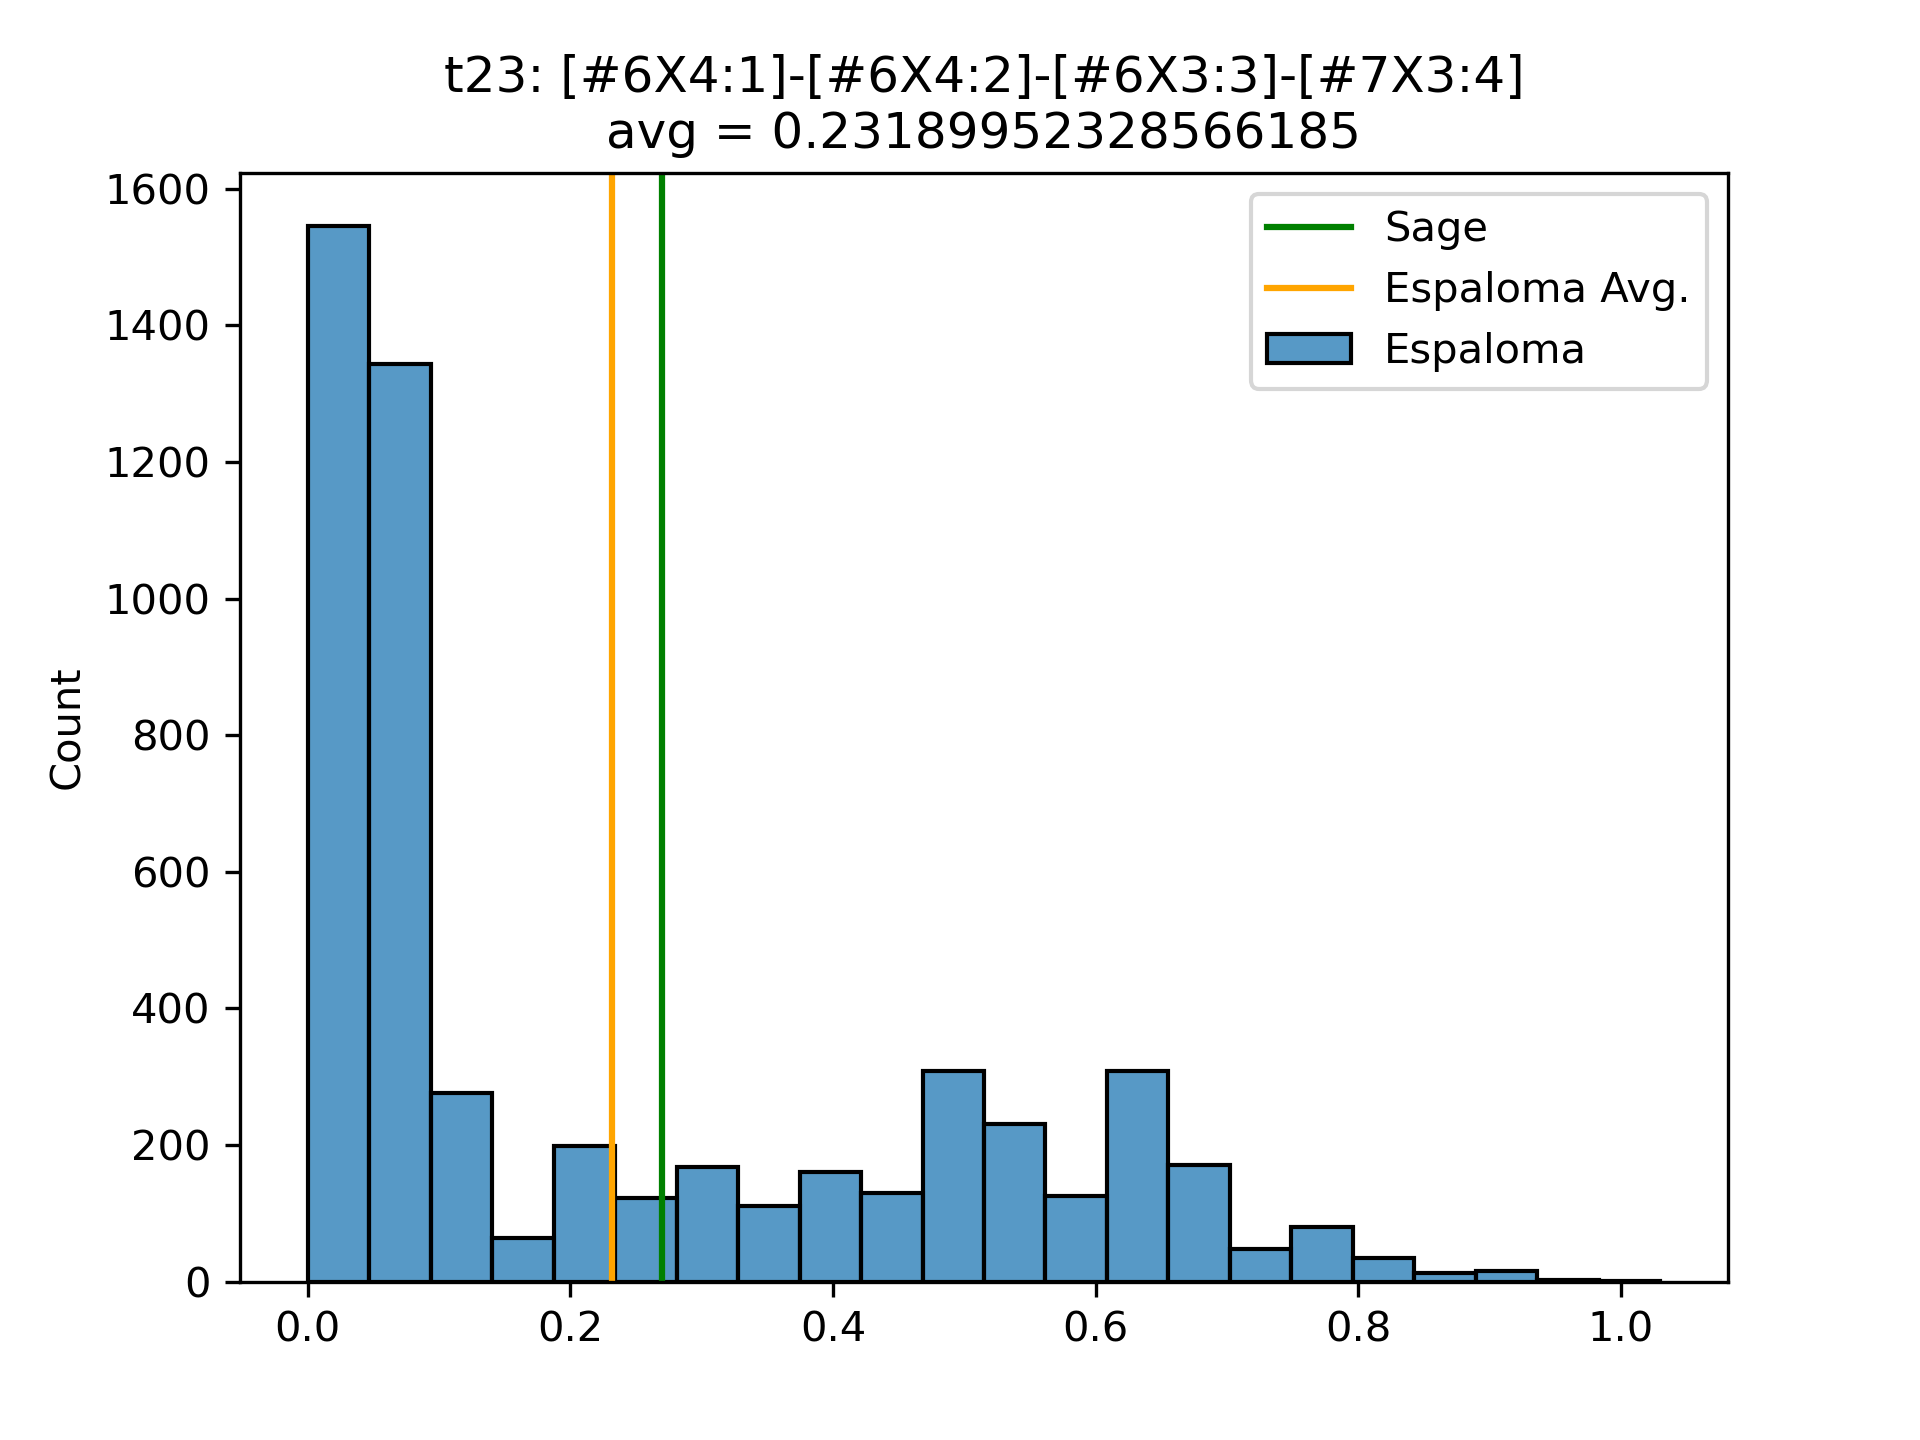 t23: [#6X4:1]-[#6X4:2]-[#6X3:3]-[#7X3:4]
avg = 0.23189952328566185
Sage
Espaloma Avg.
Espaloma
Count
1600
1400
1200
1000
800
600
400
200
0
0.0 0.2 0.4 0.6 0.8 1.0